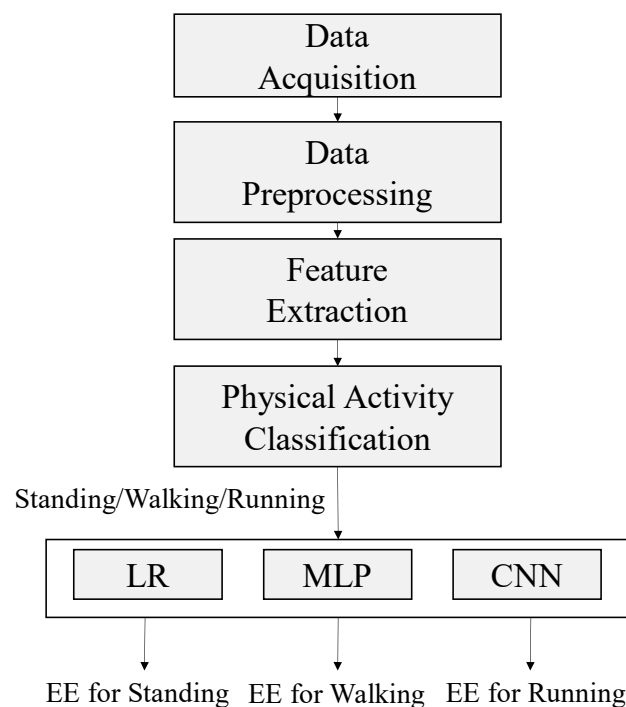 Data
Acquisition
Data
Preprocessing
Feature
Extraction
Physical Activity
Classification
Standing/Walking/Running
LR
MLP
CNN
EE for Standing
EE for Walking
EE for Running